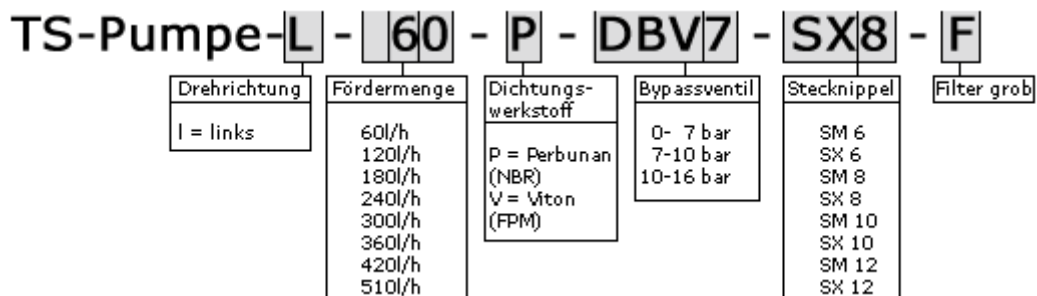 TS-Pumpe-L - 60 - P - DBV7 - SX8 - F
Drehrichtung
l = links
Fördermenge
60l/h
120l/h
180l/h
240l/h
300l/h
360l/h
420l/h
510l/h
Dichtungs-
werkstoff
P = Perbunan
(NBR)
V = Viton
(FPM)
Bypassventil
0- 7 bar
7-10 bar
10-16 bar
Stecknippel
SM 6
SX 6
SM 8
SX 8
SM 10
SX 10
SM 12
SX 12
Filter grob